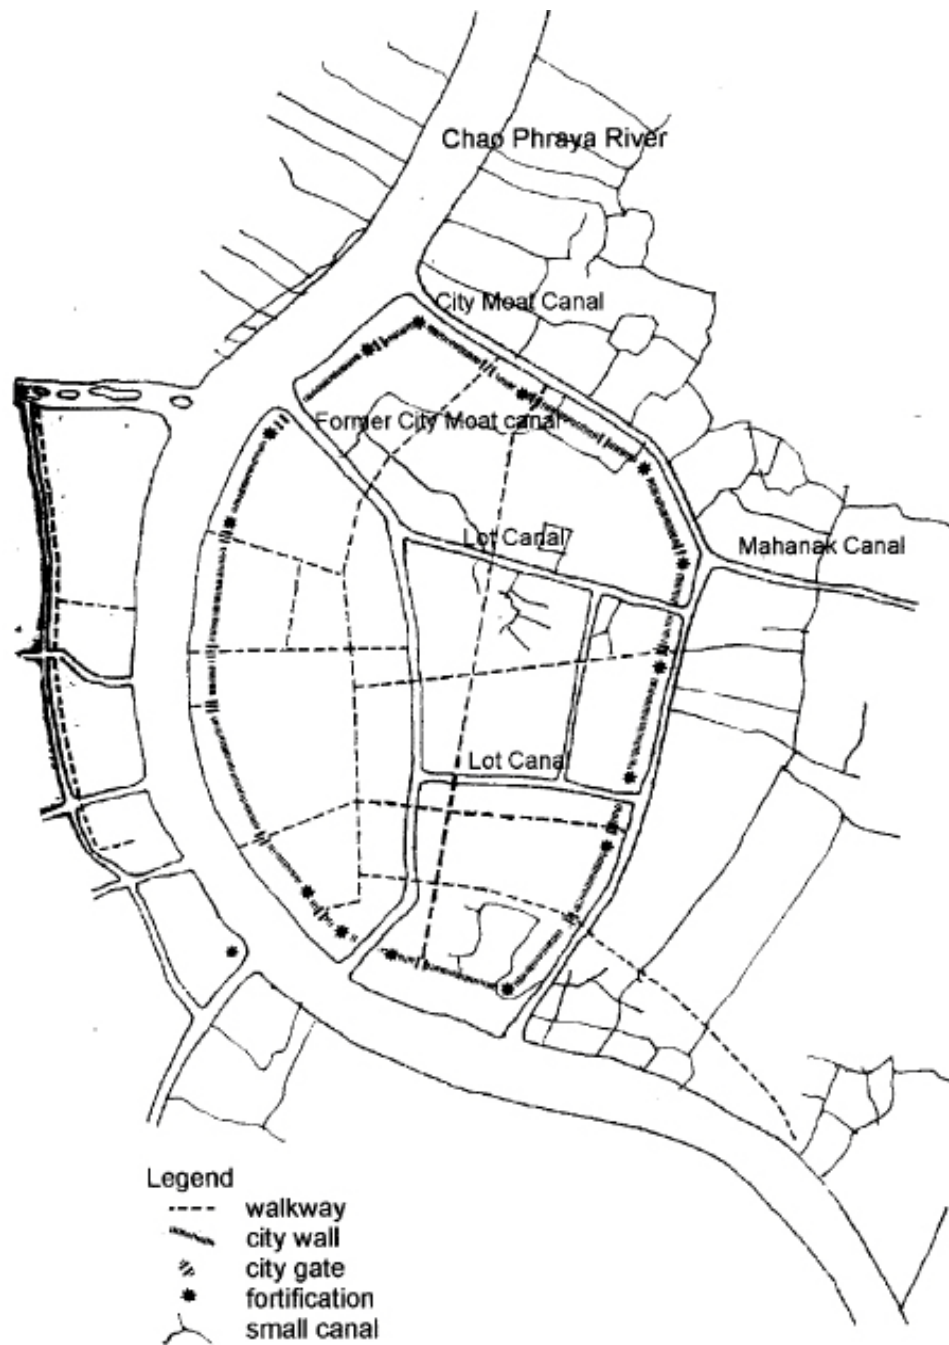 Chao Phraya River
City Moat Canal
Former City Moat canal
Lot Canal
Mahanak Canal
Lot Canal
Legend
walkway
city wall
city gate
fortification
small canal